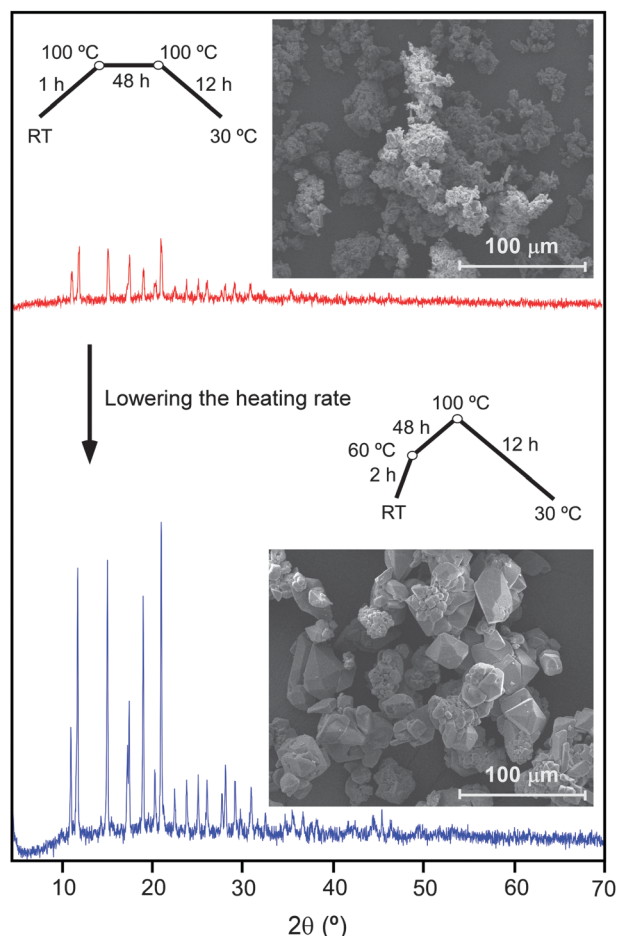 100 ºC 100 ºC
1 h 48 h 12 h
RT 30 ºC
100 μm
Lowering the heating rate
100 ºC
48 h
60 ºC 12 h
2 h
RT 30 ºC
100 μm
10 20 30 40 50 60 70
2θ (º)